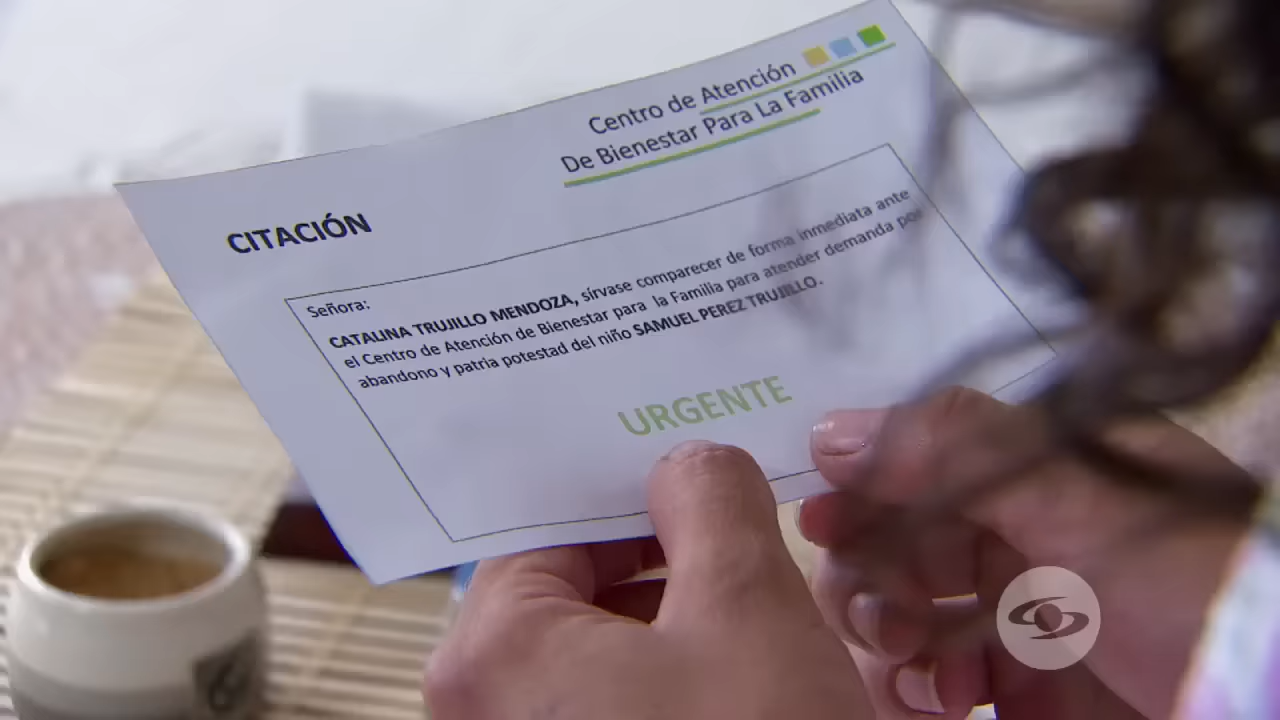 Centro de Atención
De Bienestar Para La Familia
CITACIÓN
Señora:
CATALINA TRUJILLO MENDOZA, sírvase comparecer de forma inmediata ante
el Centro de Atención de Bienestar para la Familia para atender demanda por
abandono y patria potestad del niño SAMUEL PEREZ TRUJILLO.
URGENTE